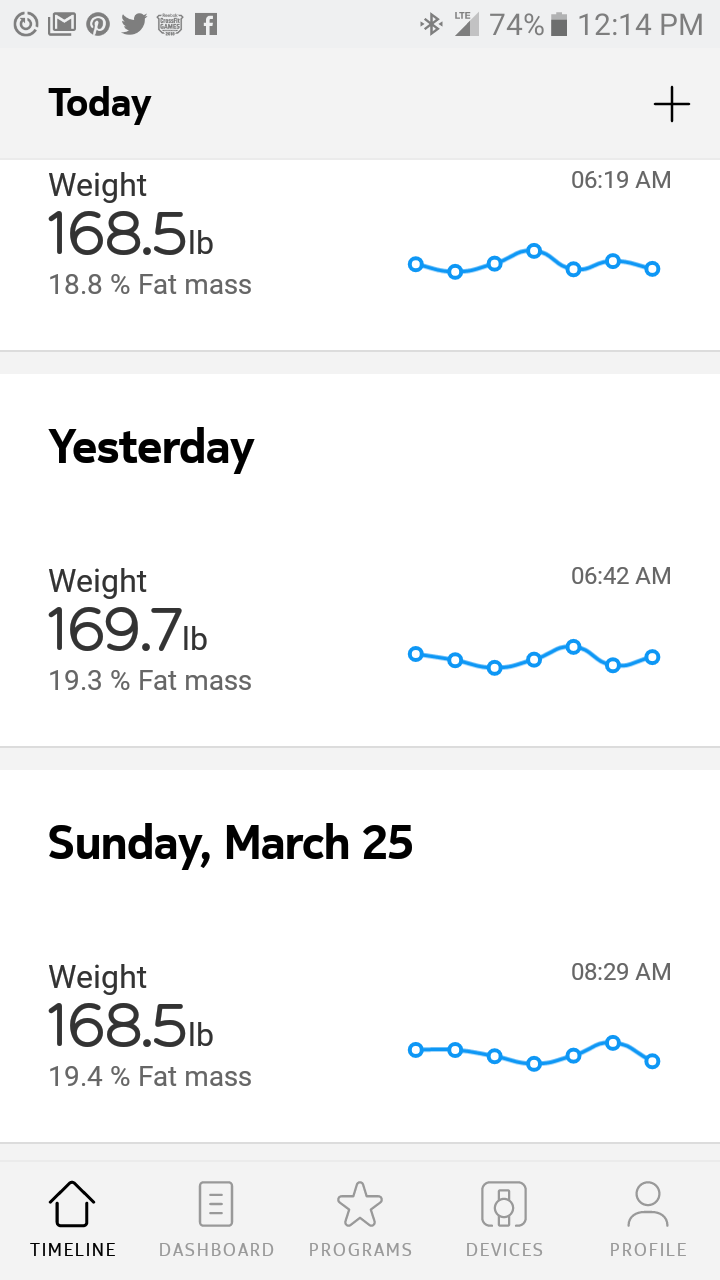 LTE 74% 12:14 PM
Today
Weight 06:19 AM
168.5lb
18.8 % Fat mass
Yesterday
Weight 06:42 AM
169.7lb
19.3 % Fat mass
Sunday, March 25
Weight 08:29 AM
168.5lb
19.4 % Fat mass
TIMELINE DASHBOARD PROGRAMS DEVICES PROFILE